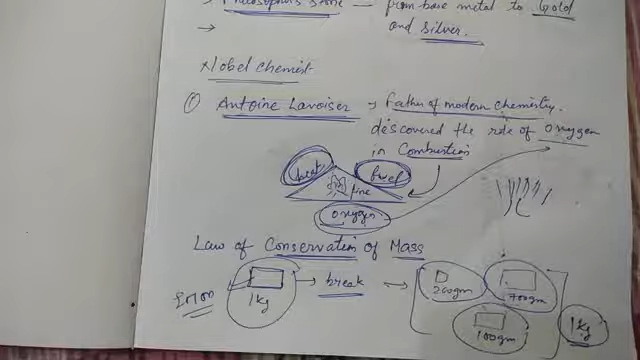 → Philosopher's stone — from base metal to Gold
→ and silver.
Nobel chemist
① Antoine Lavoiser → Father of modern chemistry.
discovered the role of oxygen
in Combustion
heat fuel
fire
oxygen
Law of Conservation of Mass
1kg → break → 200gm 700gm
100gm
1kg